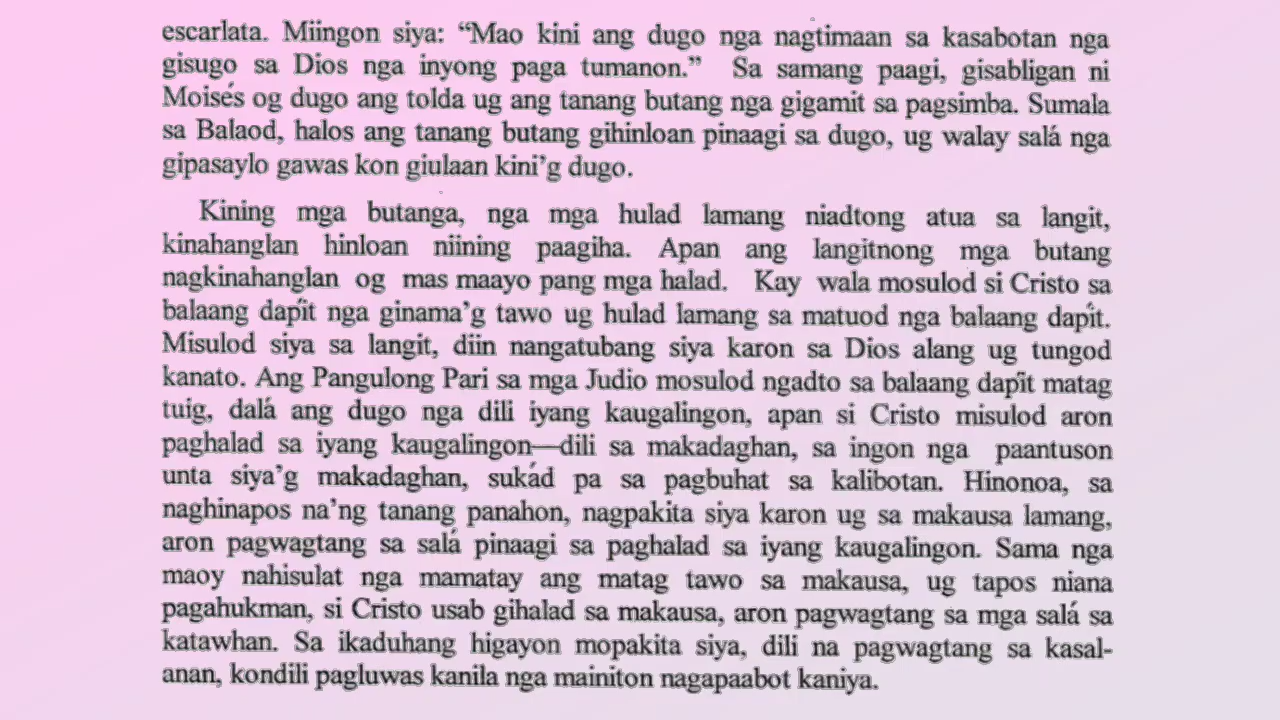 escarlata. Miingon siya: “Mao kini ang dugo nga nagtimaan sa kasabotan nga
gisugo sa Dios nga inyong paga tumanon.” Sa samang paagi, gisabligan ni
Moisés og dugo ang tolda ug ang tanang butang nga gigamit sa pagsimba. Sumala
sa Balaod, halos ang tanang butang gihinloan pinaagi sa dugo, ug walay salá nga
gipasaylo gawas kon giulaan kini’g dugo.
Kining mga butanga, nga mga hulad lamang niadtong atua sa langit,
kinahanglan hinloan niining paagiha. Apan ang langitnong mga butang
nagkinahanglan og mas maayo pang mga halad. Kay wala mosulod si Cristo sa
balaang dapít nga ginama’g tawo ug hulad lamang sa matuod nga balaang dapít.
Misulod siya sa langit, diin nangatubang siya karon sa Dios alang ug tungod
kanato. Ang Pangulong Pari sa mga Judio mosulod ngadto sa balaang dapít matag
tuig, dalá ang dugo nga dili iyang kaugalingon, apan si Cristo misulod aron
paghalad sa iyang kaugalingon—dili sa makadaghan, sa ingon nga paantuson
unta siya’g makadaghan, sukád pa sa pagbuhat sa kalibotan. Hinonoa, sa
naghinapos na’ng tanang panahon, nagpakita siya karon ug sa makausa lamang,
aron pagwagtang sa salá pinaagi sa paghalad sa iyang kaugalingon. Sama nga
maoy nahisulat nga mamatay ang matag tawo sa makausa, ug tapos niana
pagahukman, si Cristo usab gihalad sa makausa, aron pagwagtang sa mga salá sa
katawhan. Sa ikaduhang higayon mopakita siya, dili na pagwagtang sa kasal-
anan, kondili pagluwas kanila nga mainiton nagapaabot kaniya.